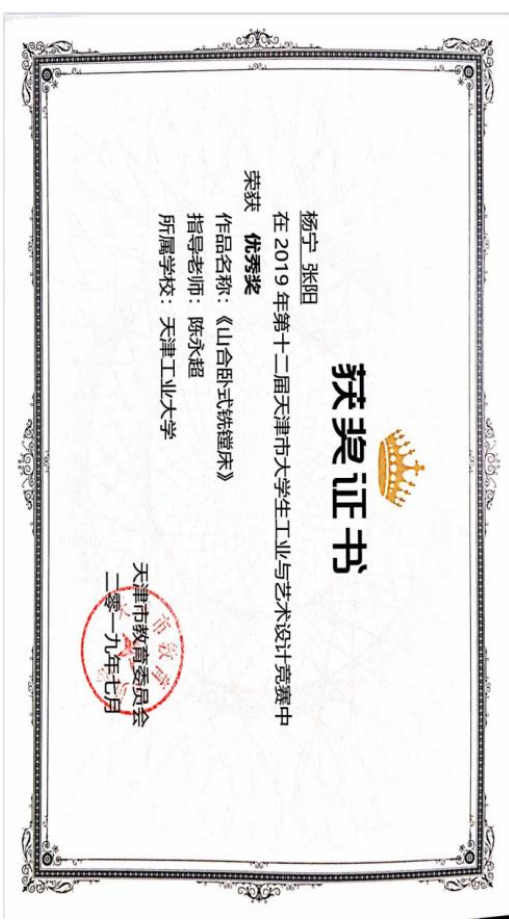 获奖证书
杨宁 张阳
在 2019 年第十二届天津市大学生工业与艺术设计竞赛中
荣获 优秀奖
作品名称：《山合卧式铣镗床》
指导老师：陈永超
所属学校：天津工业大学
天津市教育委员会
二零一九年七月